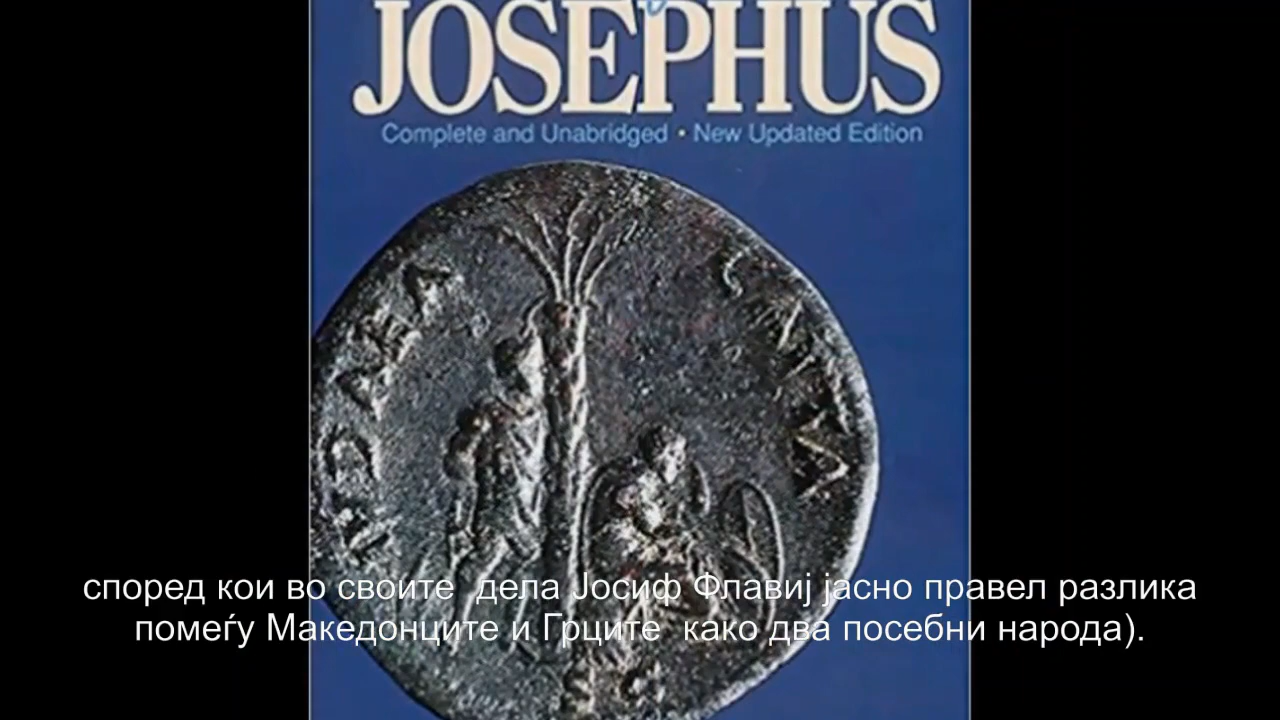 JOSEPHUS
Complete and Unabridged • New Updated Edition
според кои во своите  дела Јосиф Флавиј јасно правел разлика
помеѓу Македонците и Грците  како два посебни народа).